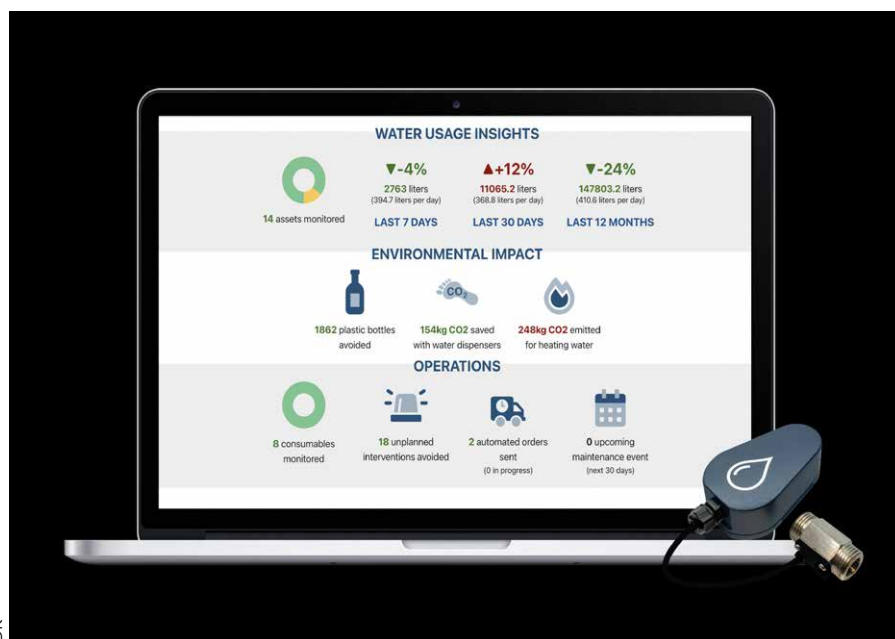 WATER USAGE INSIGHTS
▼-4%
2763 liters
(394.7 liters per day)
LAST 7 DAYS
▲+12%
11065.2 liters
(368.8 liters per day)
LAST 30 DAYS
▼-24%
147803.2 liters
(410.6 liters per day)
LAST 12 MONTHS
14 assets monitored
ENVIRONMENTAL IMPACT
CO2
1862 plastic bottles
avoided
154kg CO2 saved
with water dispensers
248kg CO2 emitted
for heating water
OPERATIONS
8 consumables
monitored
18 unplanned
interventions avoided
2 automated orders
sent
(0 in progress)
0 upcoming
maintenance event
(next 30 days)